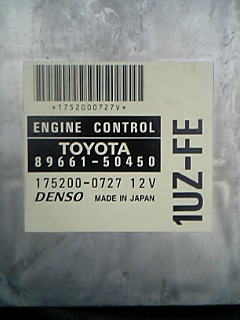 *1752000727V*
ENGINE CONTROL
TOYOTA
89661-50450
175200-0727 12V
DENSO MADE IN JAPAN
1UZ-FE